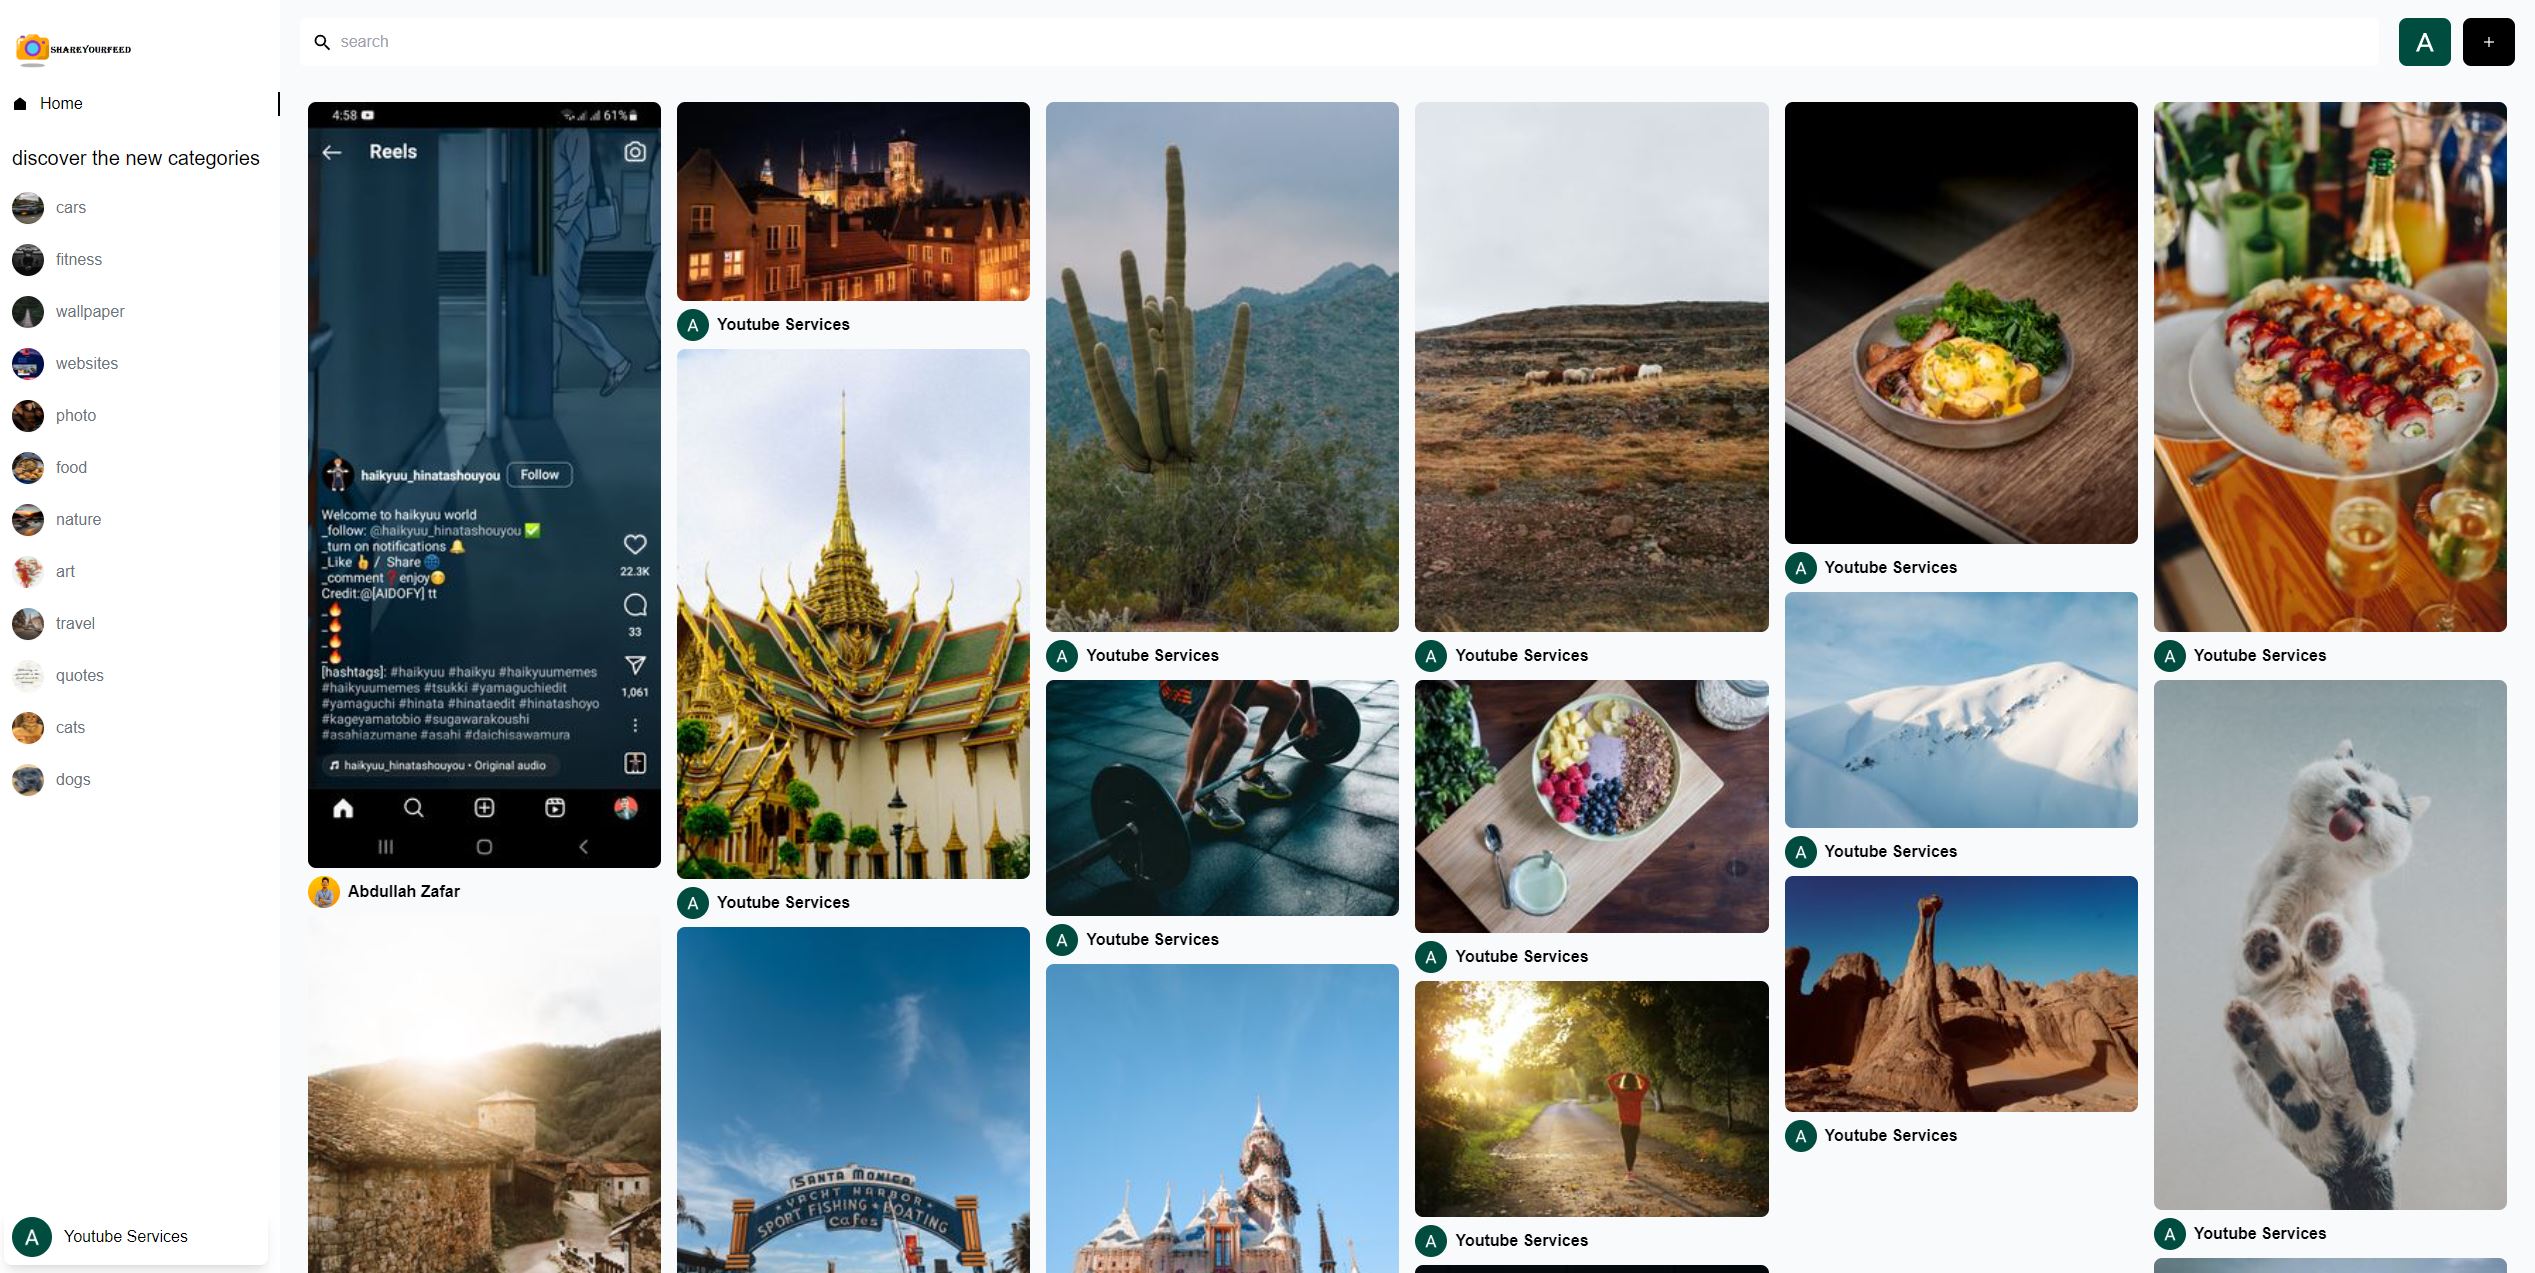 SHAREYOURFEED
Home
discover the new categories
cars
fitness
wallpaper
websites
photo
food
nature
art
travel
quotes
cats
dogs
Youtube Services
search
A
+
4:58
61%
Reels
haikyuu_hinatashouyou
Follow
Welcome to haikyuu world
_follow: @haikyuu_hinatashouyou ✅
_turn on notifications 🔔
_Like 👍 / Share 🌐
_comment ❓enjoy😊
Credit:@[AIDOFY] tt
_🔥
_🔥
_🔥
_🔥
[hashtags]: #haikyuu #haikyu #haikyuumemes
#haikyuumemes #tsukki #yamaguchiedit
#yamaguchi #hinata #hinataedit #hinatashoyo
#kageyamatobio #sugawarakoushi
#asahiazumane #asahi #daichisawamura
22.3K
33
1,061
haikyuu_hinatashouyou • Original audio
Abdullah Zafar
A Youtube Services
A Youtube Services
SANTA MONICA
YACHT HARBOR
SPORT FISHING BOATING
Cafes
A Youtube Services
A Youtube Services
A Youtube Services
A Youtube Services
A Youtube Services
A Youtube Services
A Youtube Services
A Youtube Services
A Youtube Services
A Youtube Services